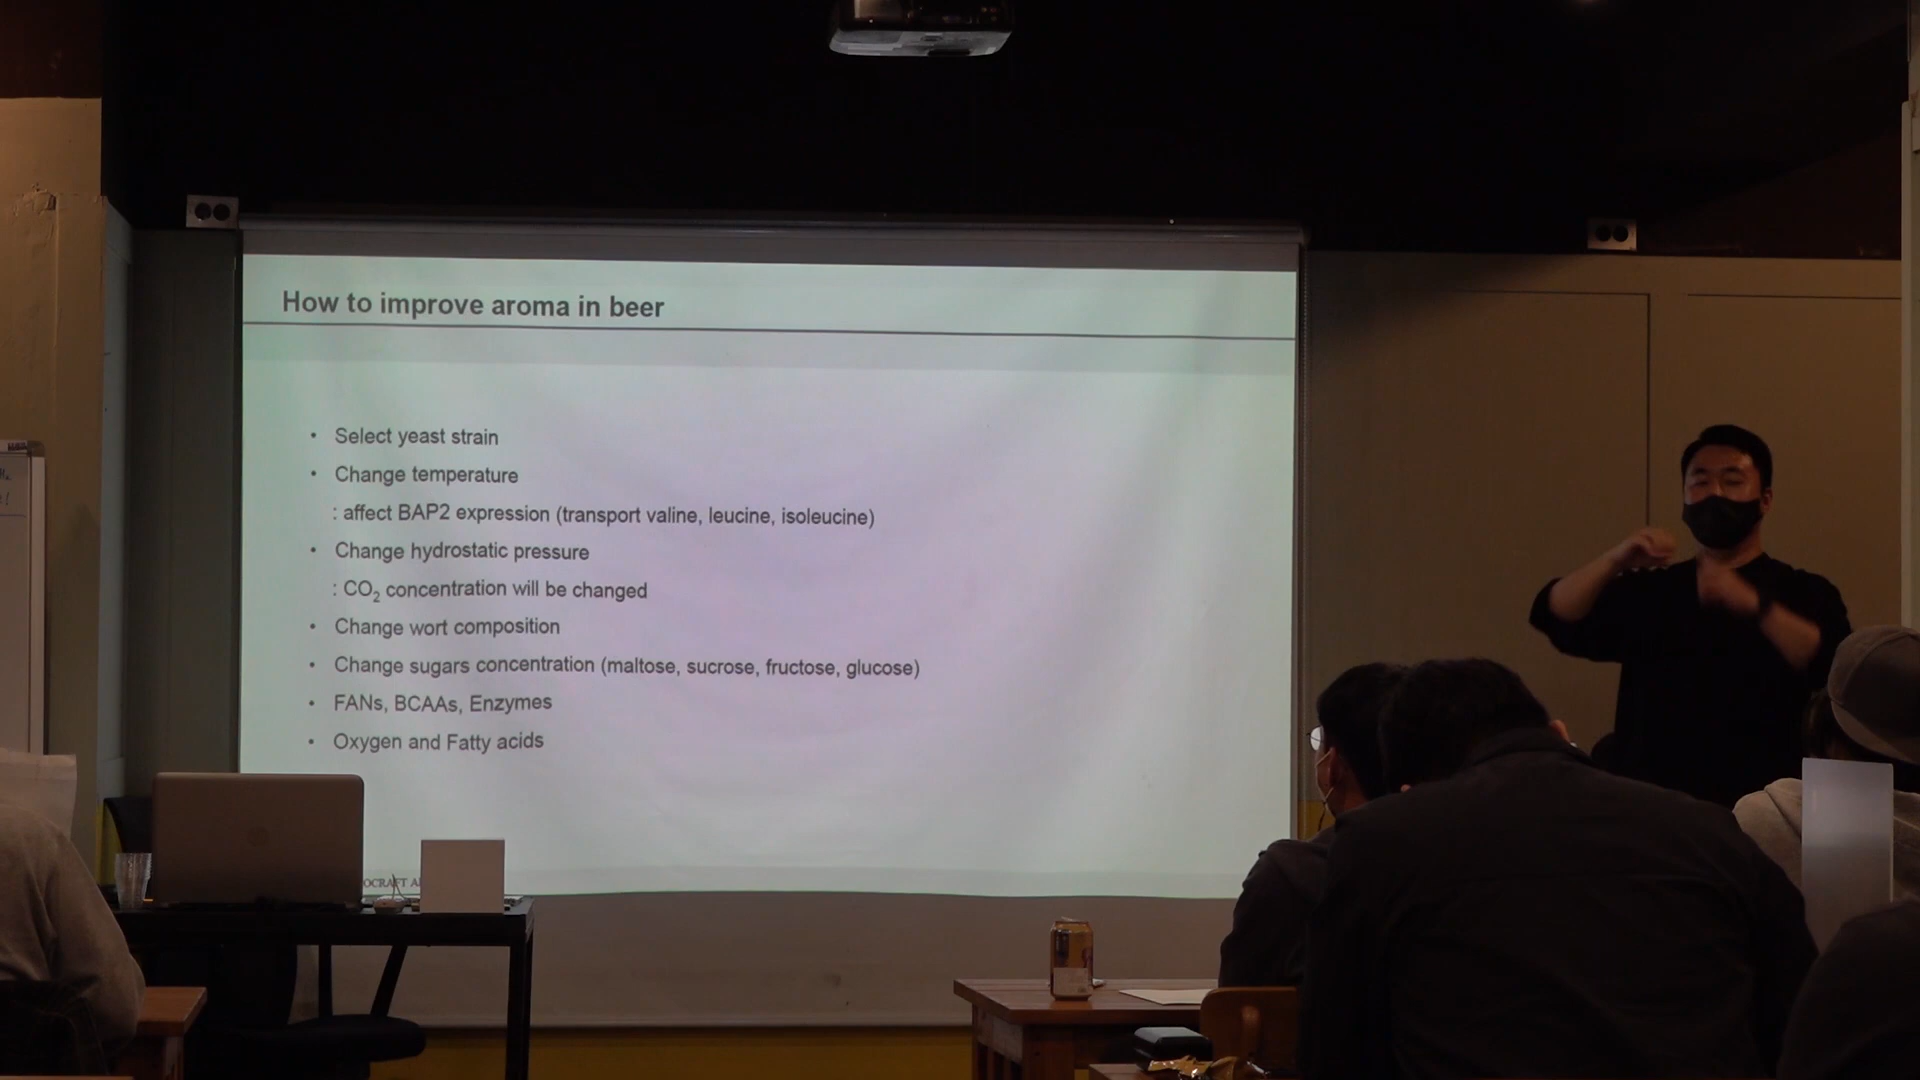 How to improve aroma in beer
• Select yeast strain
• Change temperature
: affect BAP2 expression (transport valine, leucine, isoleucine)
• Change hydrostatic pressure
: CO₂ concentration will be changed
• Change wort composition
• Change sugars concentration (maltose, sucrose, fructose, glucose)
• FANs, BCAAs, Enzymes
• Oxygen and Fatty acids